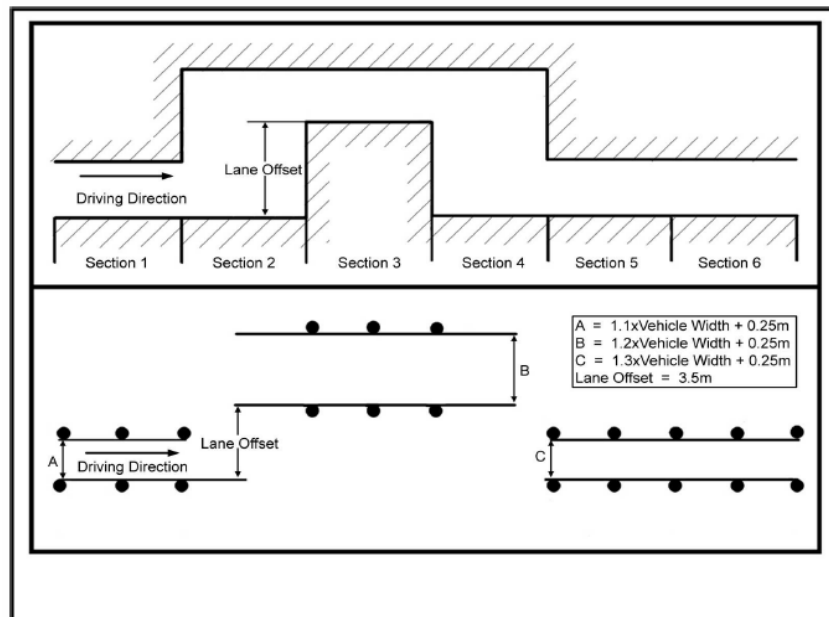 Lane Offset
Driving Direction
Section 1
Section 2
Section 3
Section 4
Section 5
Section 6
A = 1.1xVehicle Width + 0.25m
B = 1.2xVehicle Width + 0.25m
C = 1.3xVehicle Width + 0.25m
Lane Offset = 3.5m
B
Lane Offset
A
Driving Direction
C